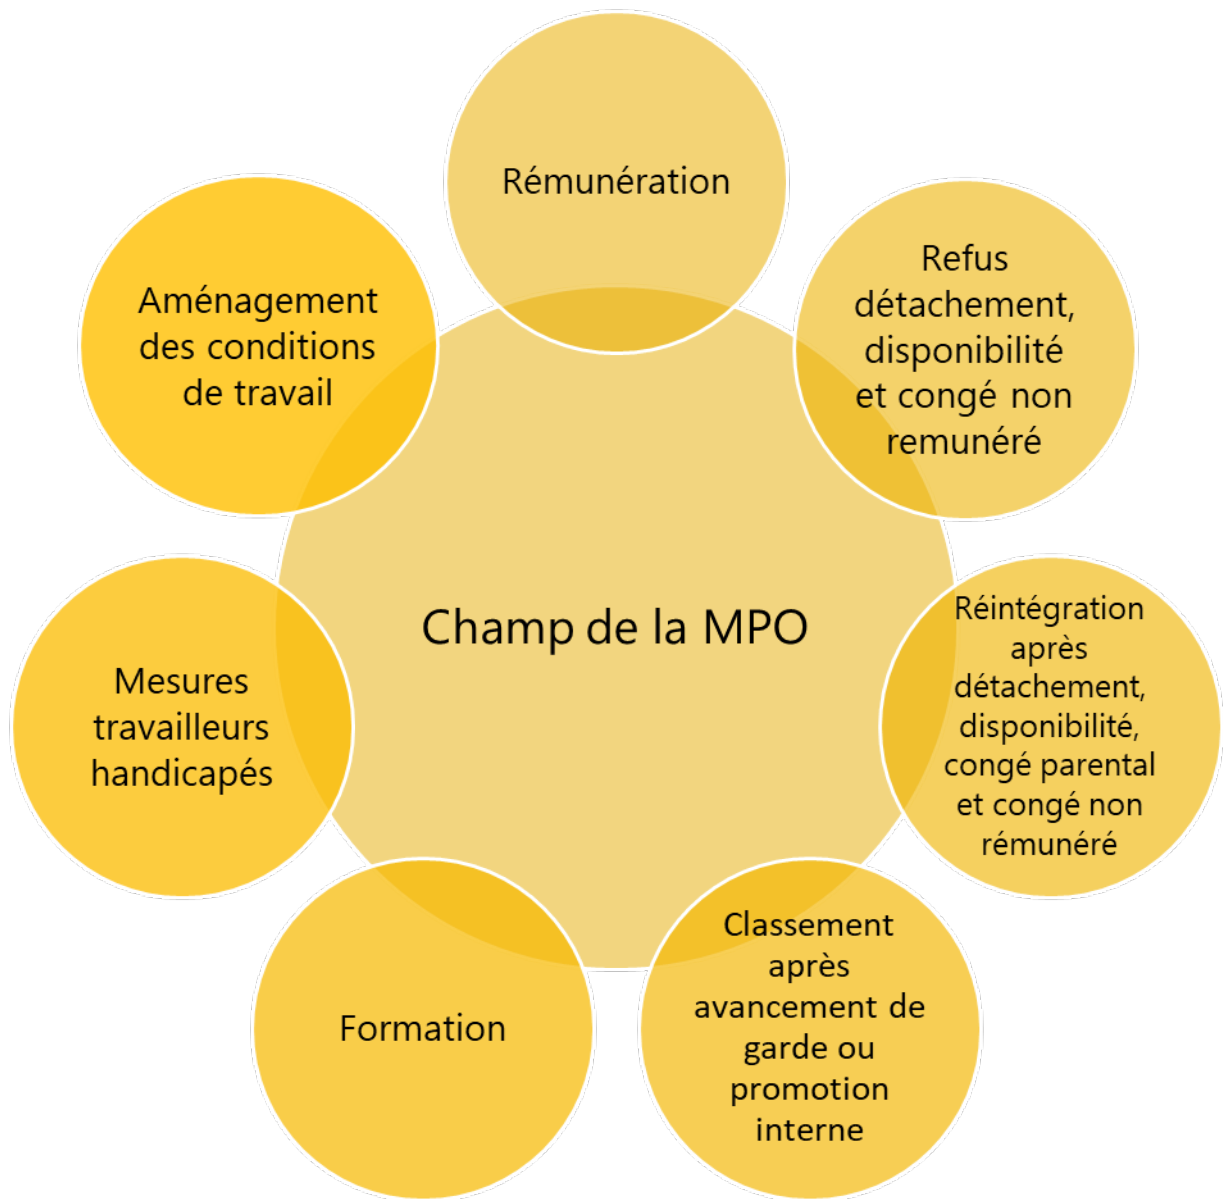 Rémunération
Refus
détachement,
disponibilité
et congé non
remunéré
Réintégration
après
détachement,
disponibilité,
congé parental
et congé non
rémunéré
Classement
après
avancement de
garde ou
promotion
interne
Formation
Mesures
travailleurs
handicapés
Aménagement
des conditions
de travail
Champ de la MPO